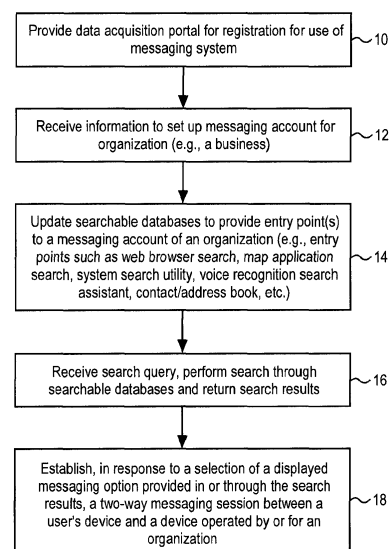 Provide data acquisition portal for registration for use of
messaging system
10
Receive information to set up messaging account for
organization (e.g., a business)
12
Update searchable databases to provide entry point(s)
to a messaging account of an organization (e.g., entry
points such as web browser search, map application
search, system search utility, voice recognition search
assistant, contact/address book, etc.)
14
Receive search query, perform search through
searchable databases and return search results
16
Establish, in response to a selection of a displayed
messaging option provided in or through the search
results, a two-way messaging session between a
user's device and a device operated by or for an
organization
18